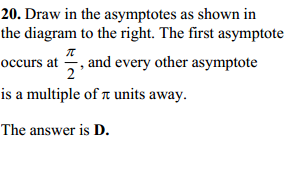 20. Draw in the asymptotes as shown in
the diagram to the right. The first asymptote
occurs at π/2, and every other asymptote
is a multiple of π units away.
The answer is D.